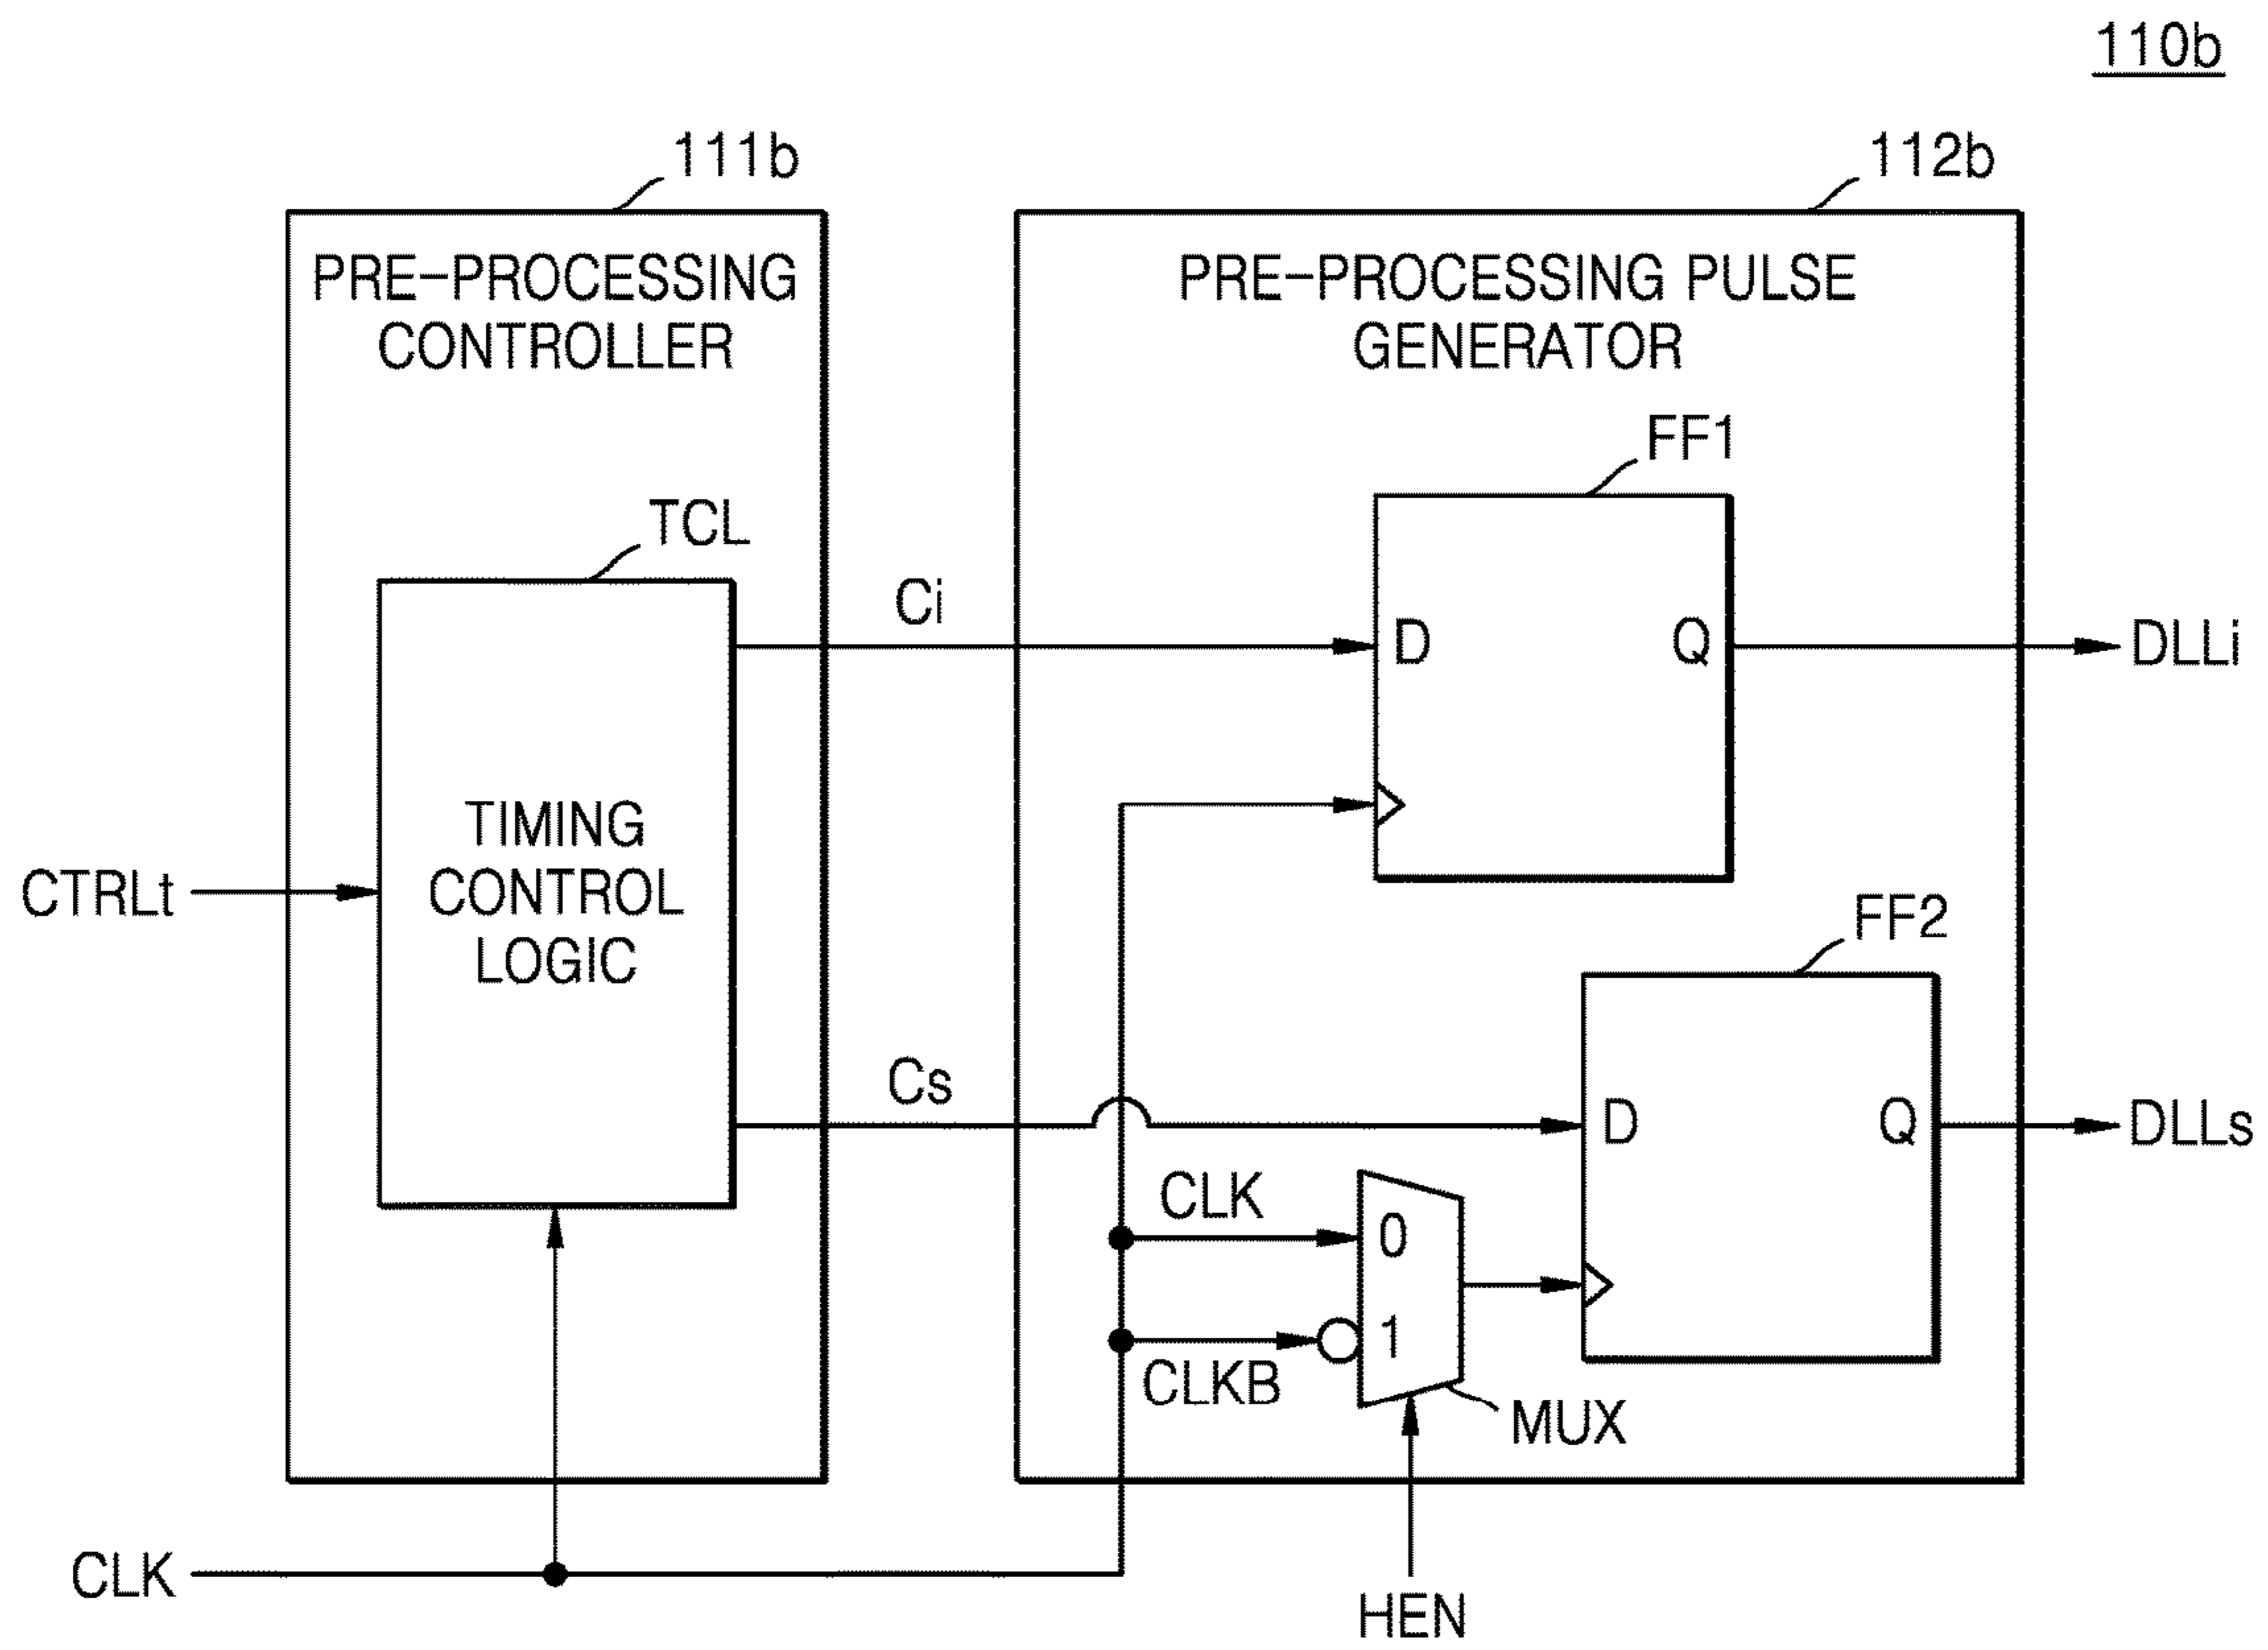 110b
111b
112b
PRE-PROCESSING
CONTROLLER
PRE-PROCESSING PULSE
GENERATOR
FF1
TCL
Ci
D
Q
DLLi
TIMING
CONTROL
LOGIC
CTRLt
FF2
Cs
D
Q
DLLs
CLK
0
1
CLKB
MUX
CLK
HEN